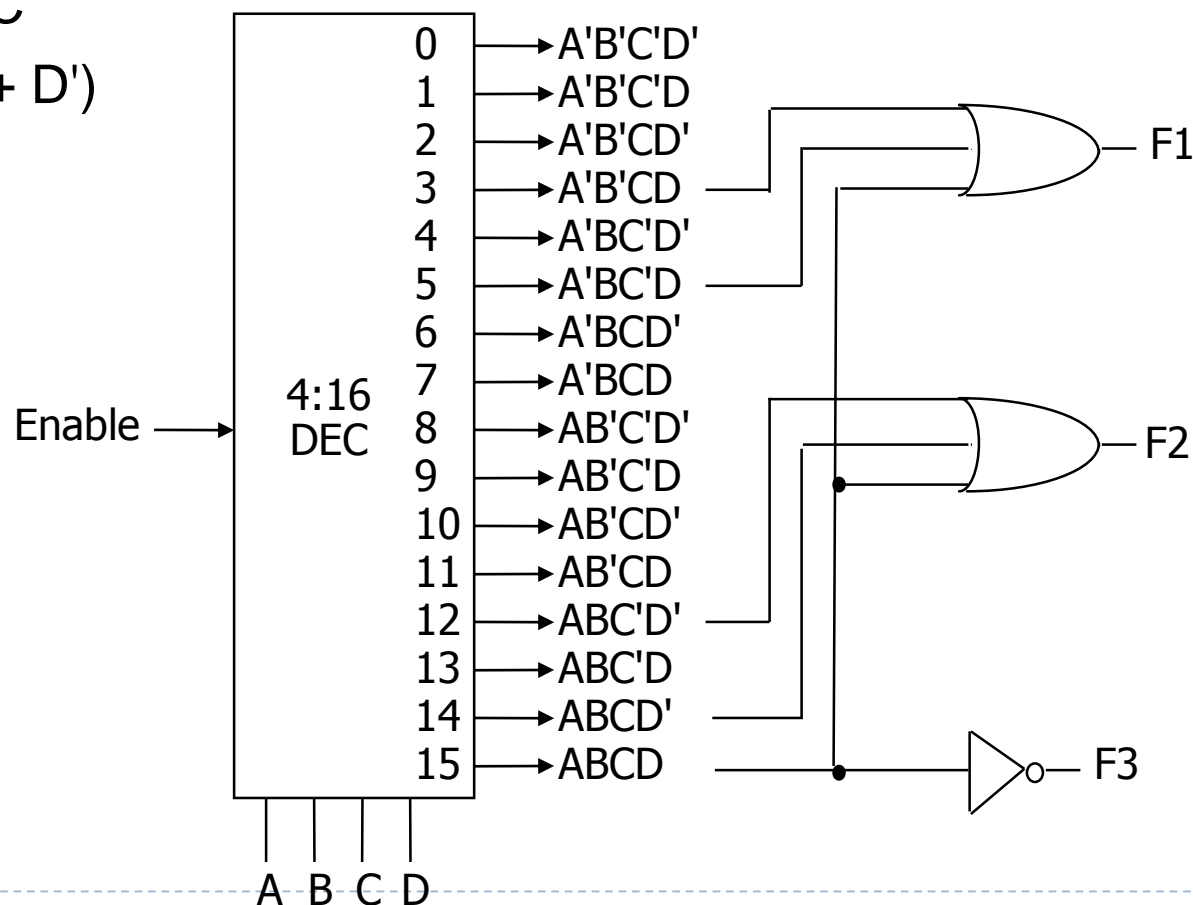 + D')
0 A'B'C'D'
1 A'B'C'D
2 A'B'CD'
3 A'B'CD
4 A'BC'D'
5 A'BC'D
6 A'BCD'
7 A'BCD
8 AB'C'D'
9 AB'C'D
10 AB'CD'
11 AB'CD
12 ABC'D'
13 ABC'D
14 ABCD'
15 ABCD
4:16
DEC
Enable
A B C D
F1
F2
F3